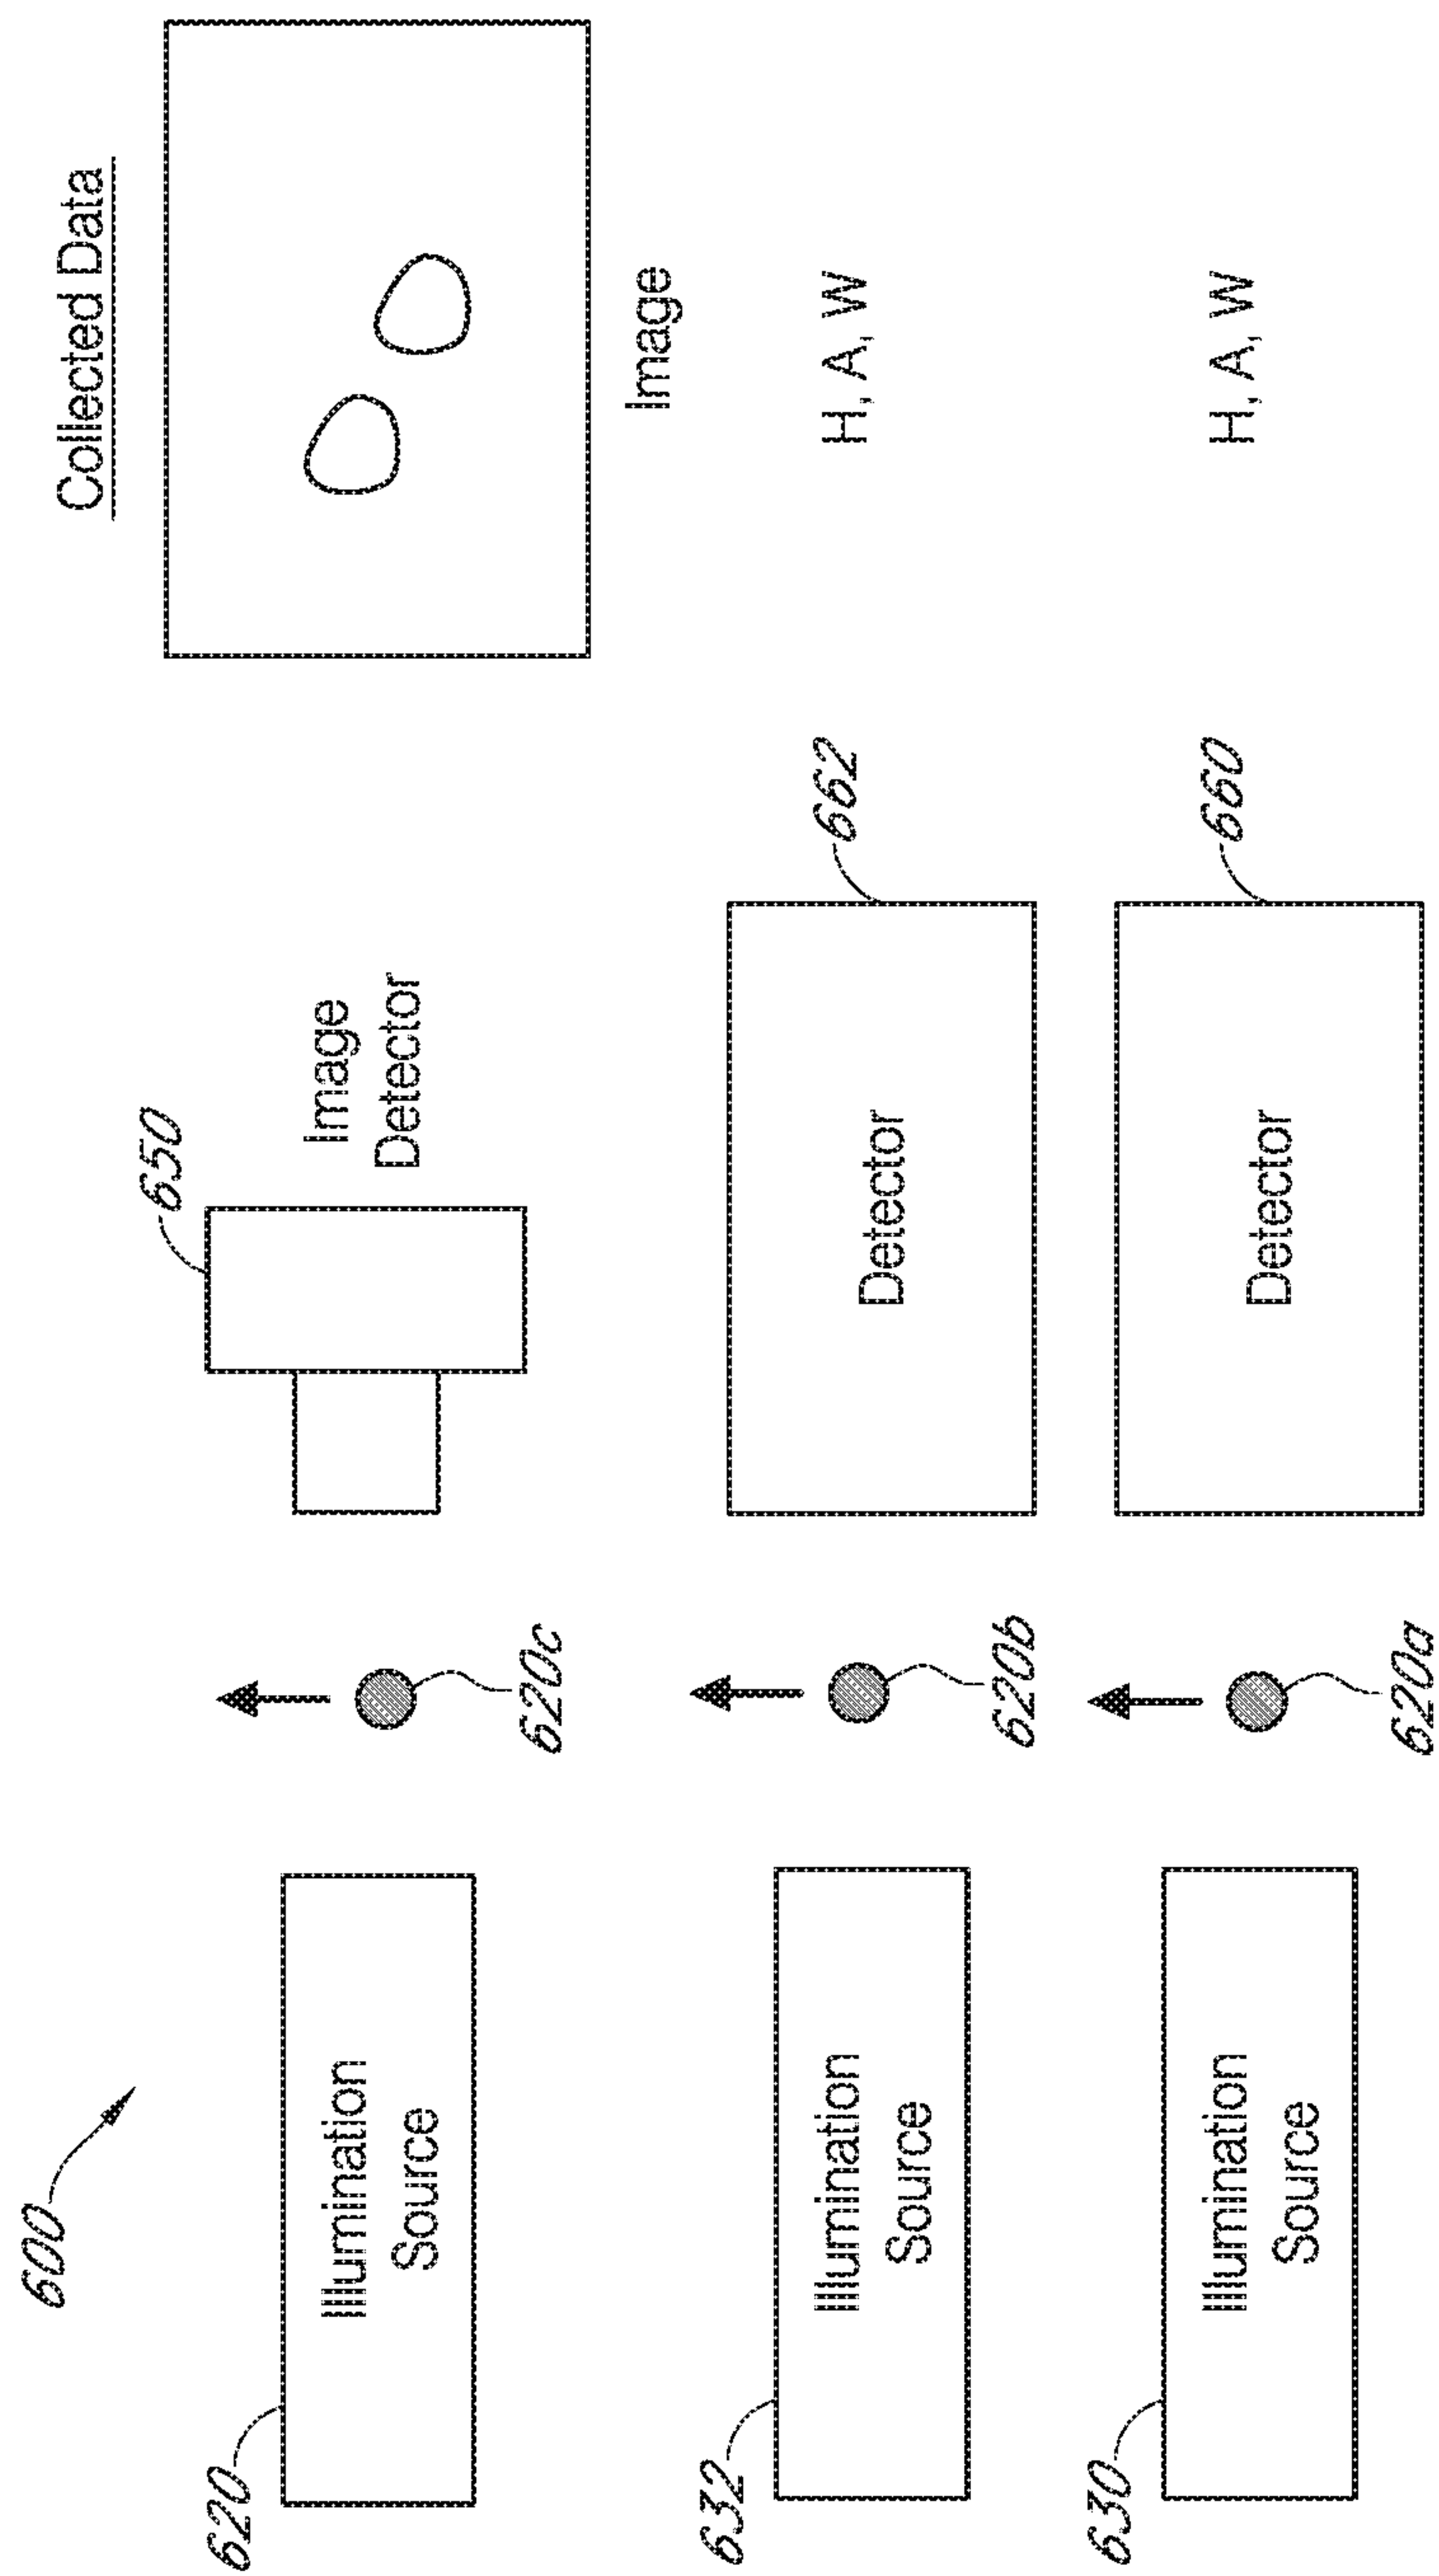 600
Collected Data
620
Illumination
Source
620c
650
Image
Detector
Image
632
Illumination
Source
620b
Detector
662
H, A, W
630
Illumination
Source
620a
Detector
660
H, A, W